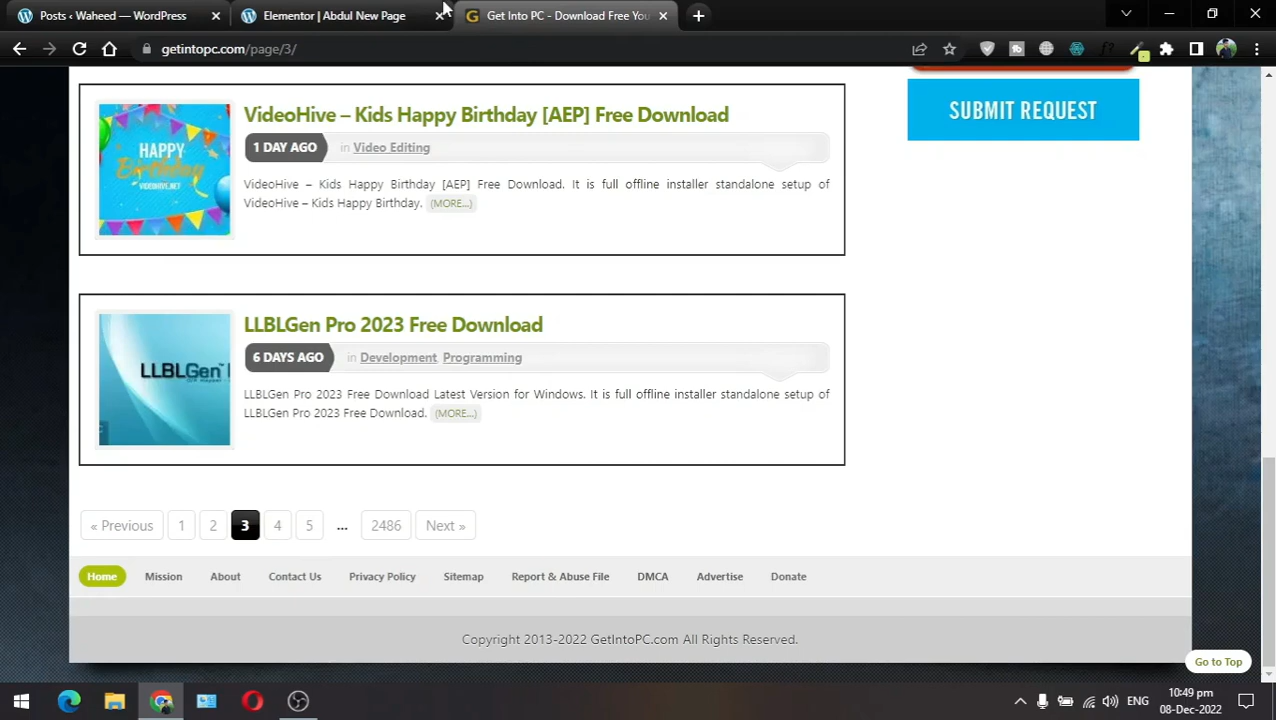 Posts ‹ Waheed — WordPress
Elementor | Abdul New Page
Get Into PC - Download Free You
getintopc.com/page/3/
VideoHive – Kids Happy Birthday [AEP] Free Download
1 DAY AGO in Video Editing
HAPPY
Birthday
VIDEOHIVE.NET
VideoHive – Kids Happy Birthday [AEP] Free Download. It is full offline installer standalone setup of
VideoHive – Kids Happy Birthday. (MORE...)
SUBMIT REQUEST
LLBLGen Pro 2023 Free Download
6 DAYS AGO in Development, Programming
LLBLGen
LLBLGen Pro 2023 Free Download Latest Version for Windows. It is full offline installer standalone setup of
LLBLGen Pro 2023 Free Download. (MORE...)
« Previous 1 2 3 4 5 ... 2486 Next »
Home Mission About Contact Us Privacy Policy Sitemap Report & Abuse File DMCA Advertise Donate
Copyright 2013-2022 GetIntoPC.com All Rights Reserved.
Go to Top
ENG
10:49 pm
08-Dec-2022